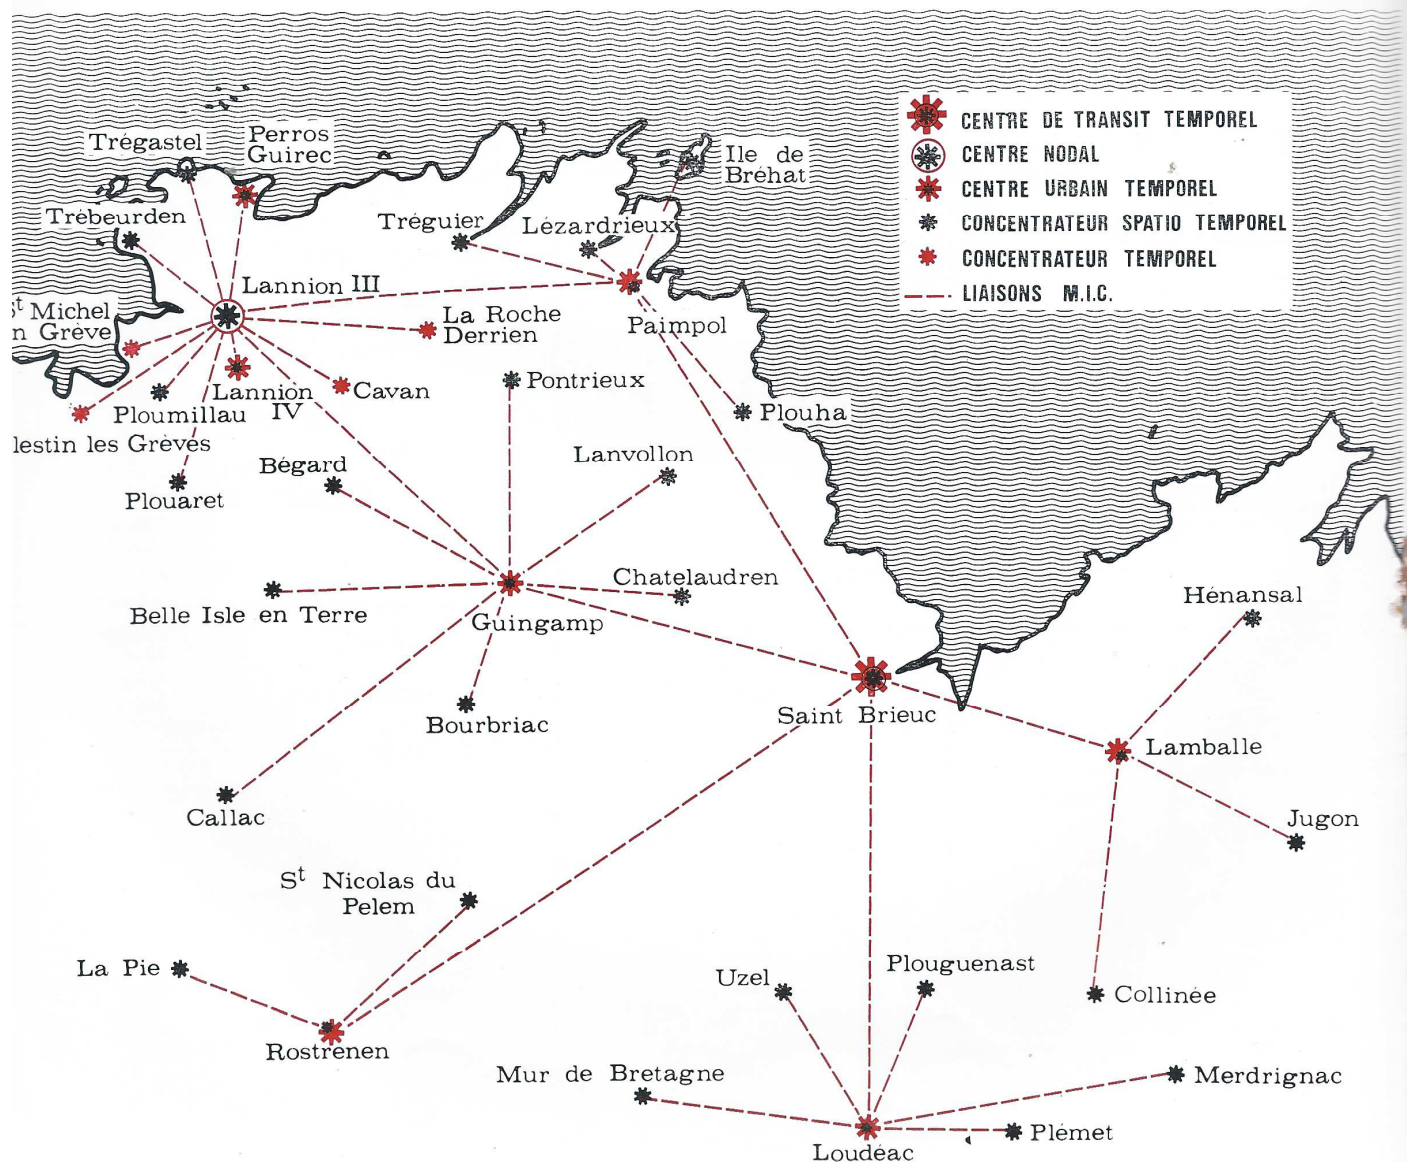 CENTRE DE TRANSIT TEMPOREL
CENTRE NODAL
CENTRE URBAIN TEMPOREL
CONCENTRATEUR SPATIO TEMPOREL
CONCENTRATEUR TEMPOREL
LIAISONS M.I.C.
Trégastel
Perros
Guirec
Ile de
Bréhat
Trébeurden
Tréguier
Lézardrieux
Lannion III
St Michel
n Grève
La Roche
Derrien
Paimpol
Lannion
IV
Cavan
Pontrieux
Ploumillau
Plouha
lestin les Grèves
Bégard
Lanvollon
Plouaret
Chatelaudren
Belle Isle en Terre
Guingamp
Hénansal
Bourbriac
Saint Brieuc
Lamballe
Callac
Jugon
St Nicolas du
Pelem
La Pie
Uzel
Plouguenast
Collinée
Rostrenen
Mur de Bretagne
Merdrignac
Plémet
Loudéac